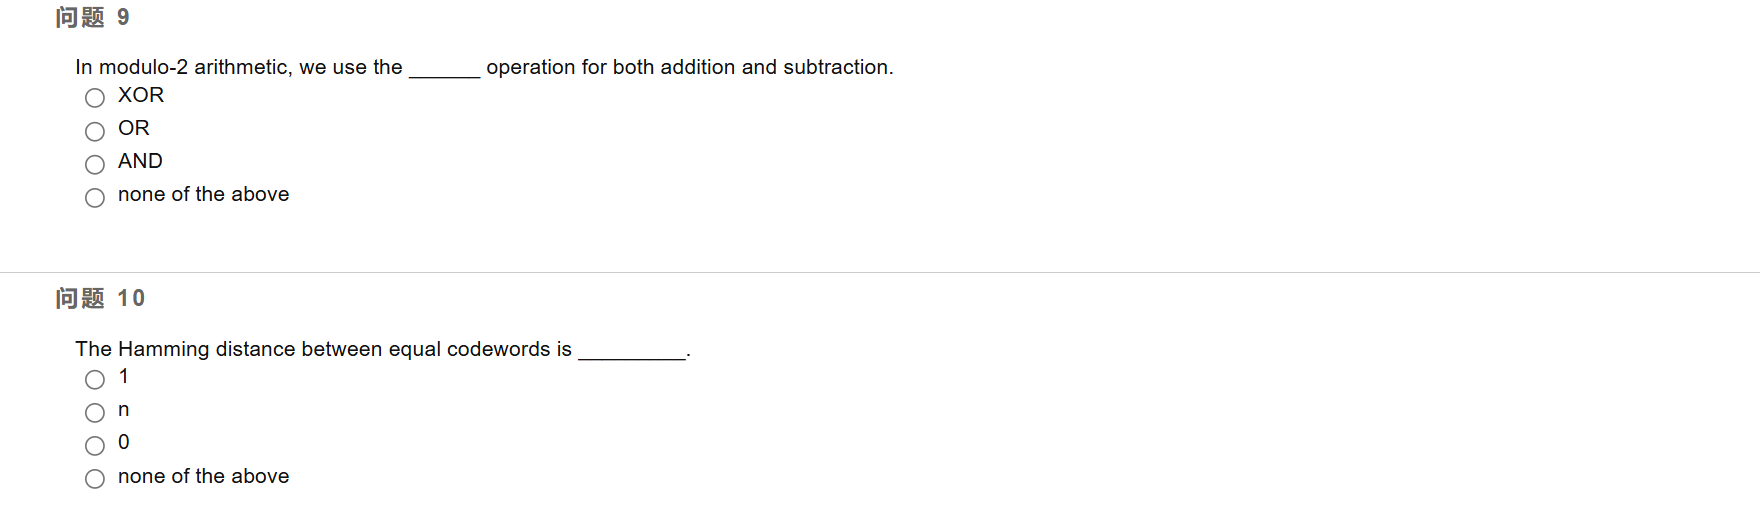 问题 9
In modulo-2 arithmetic, we use the ______ operation for both addition and subtraction.
XOR
OR
AND
none of the above
问题 10
The Hamming distance between equal codewords is _________.
1
n
0
none of the above